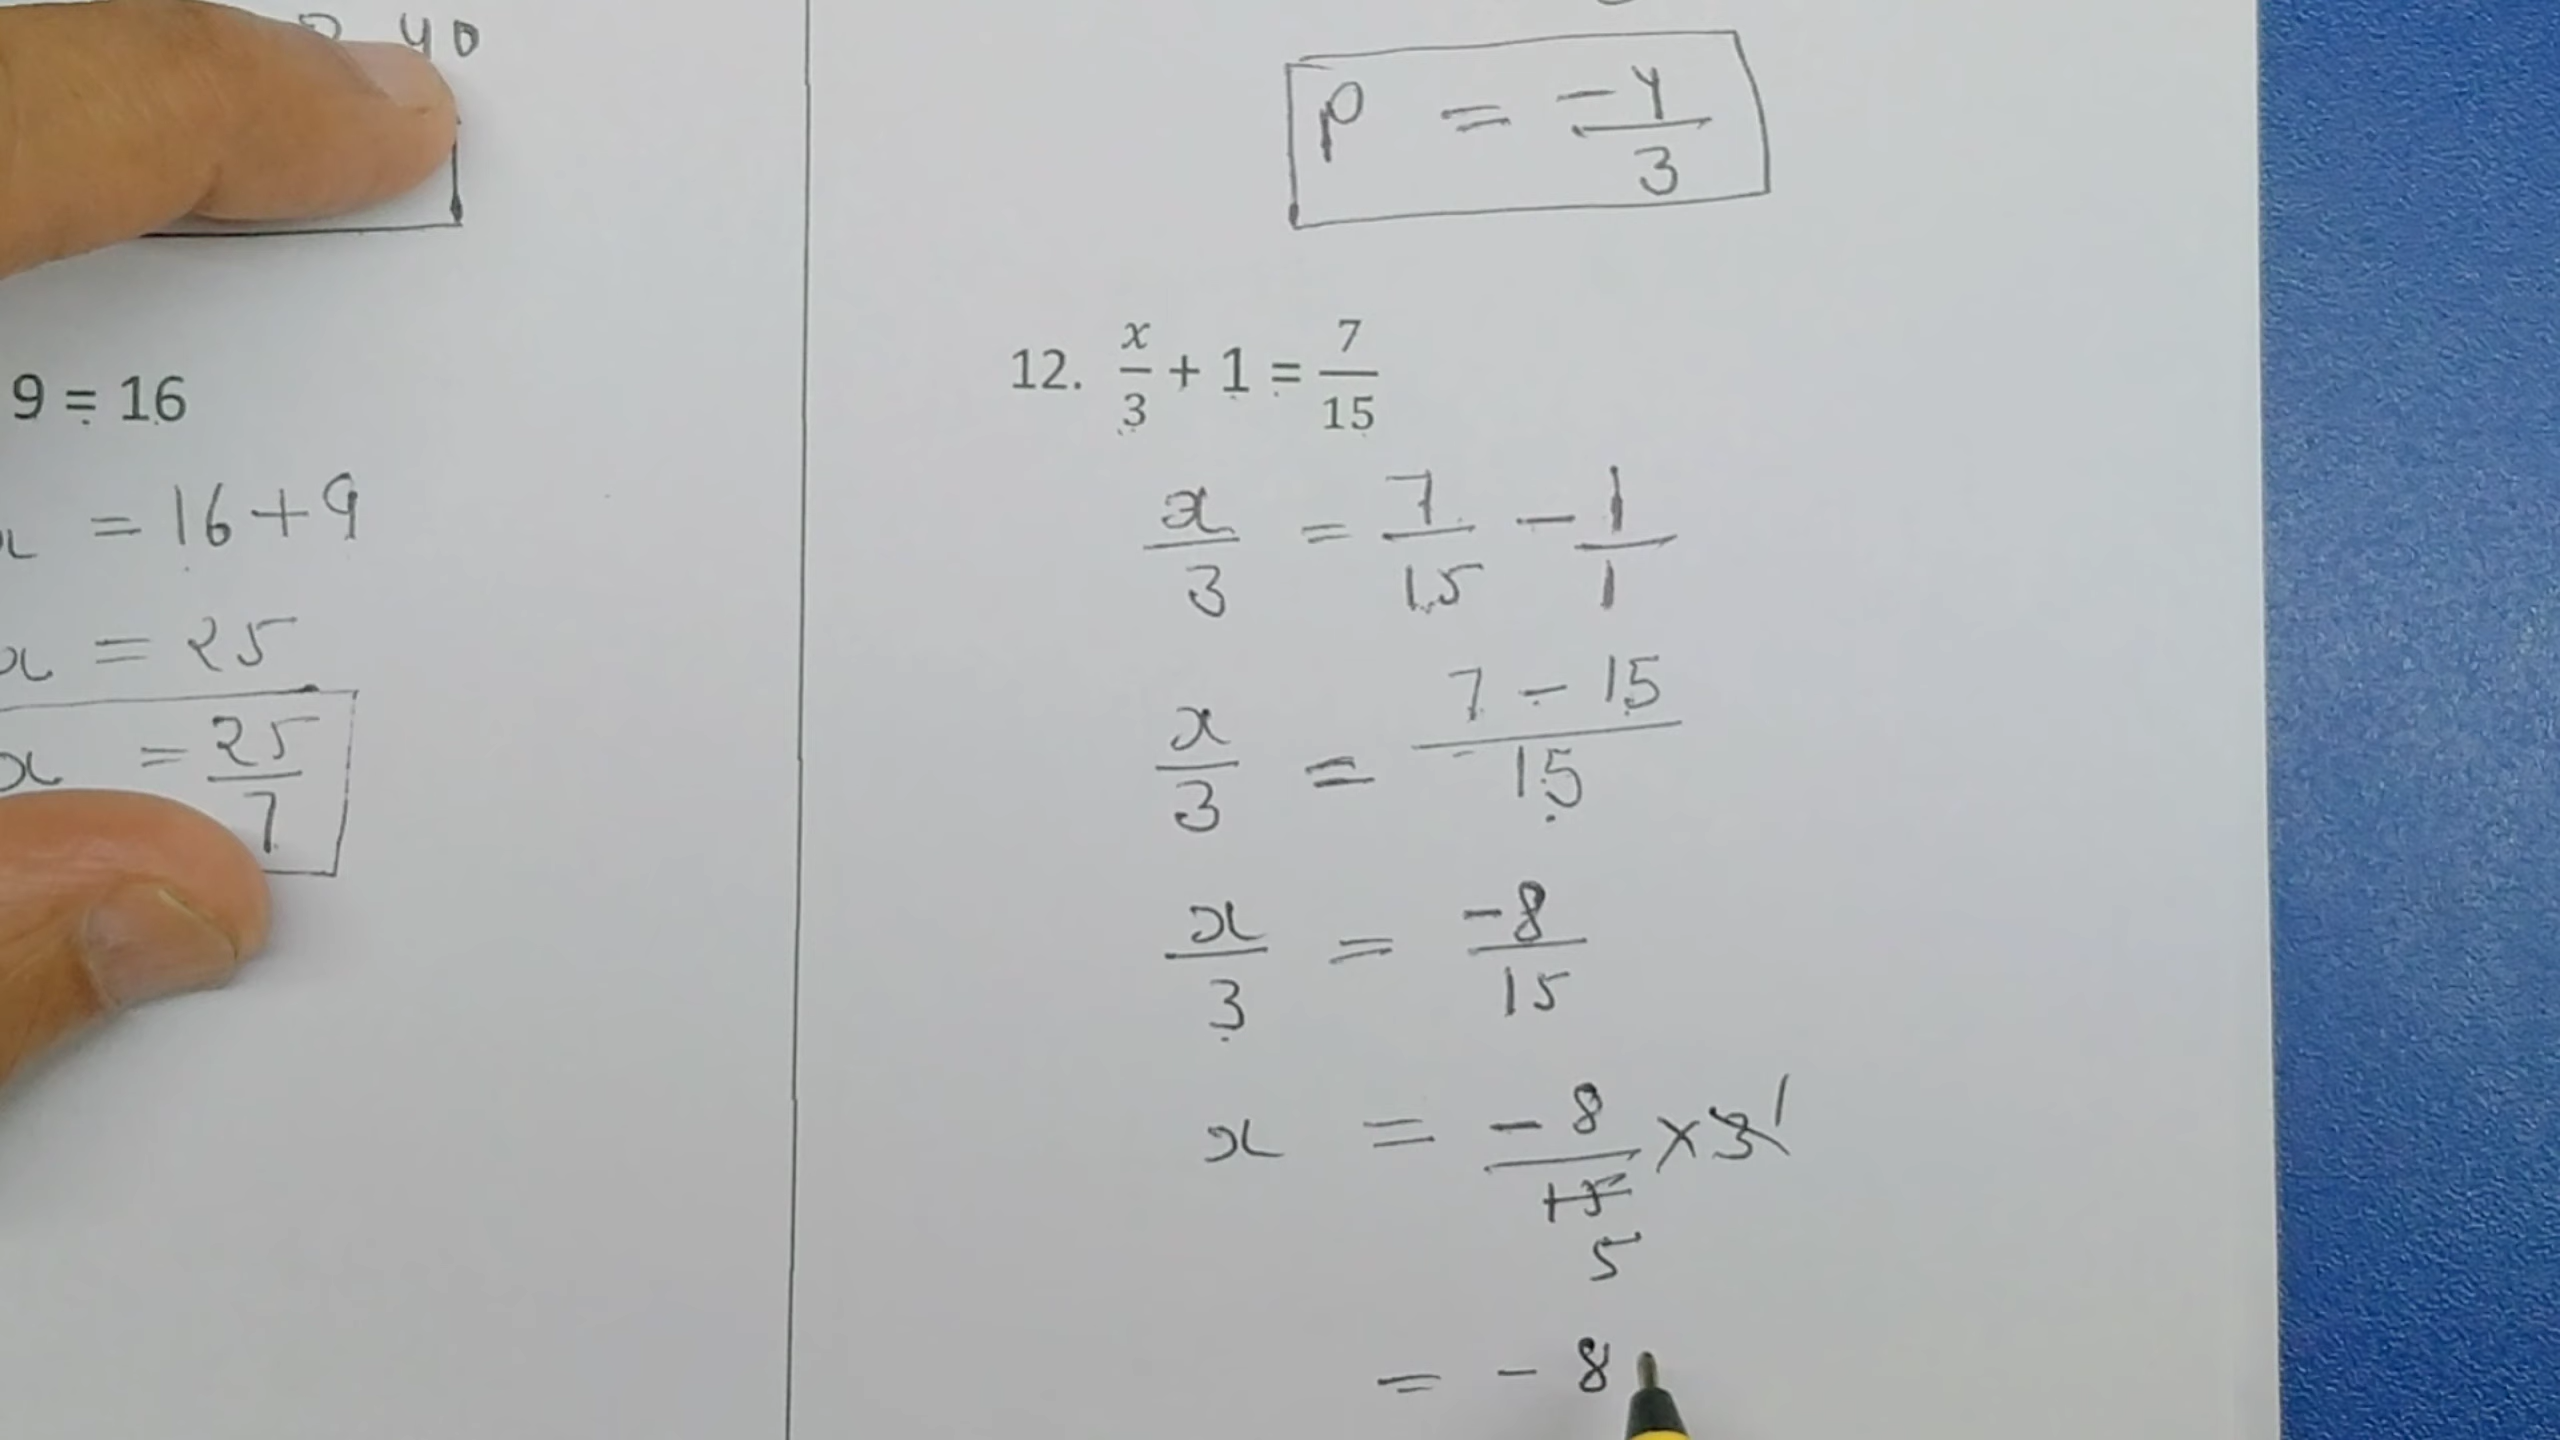 40
9 = 16
x = 16 + 9
x = 25
x = 25/7
P = -4/3
12. x/3 + 1 = 7/15
x/3 = 7/15 - 1/1
x/3 = 7 - 15/15
x/3 = -8/15
x = -8/15 × 3 1
5
= - 8